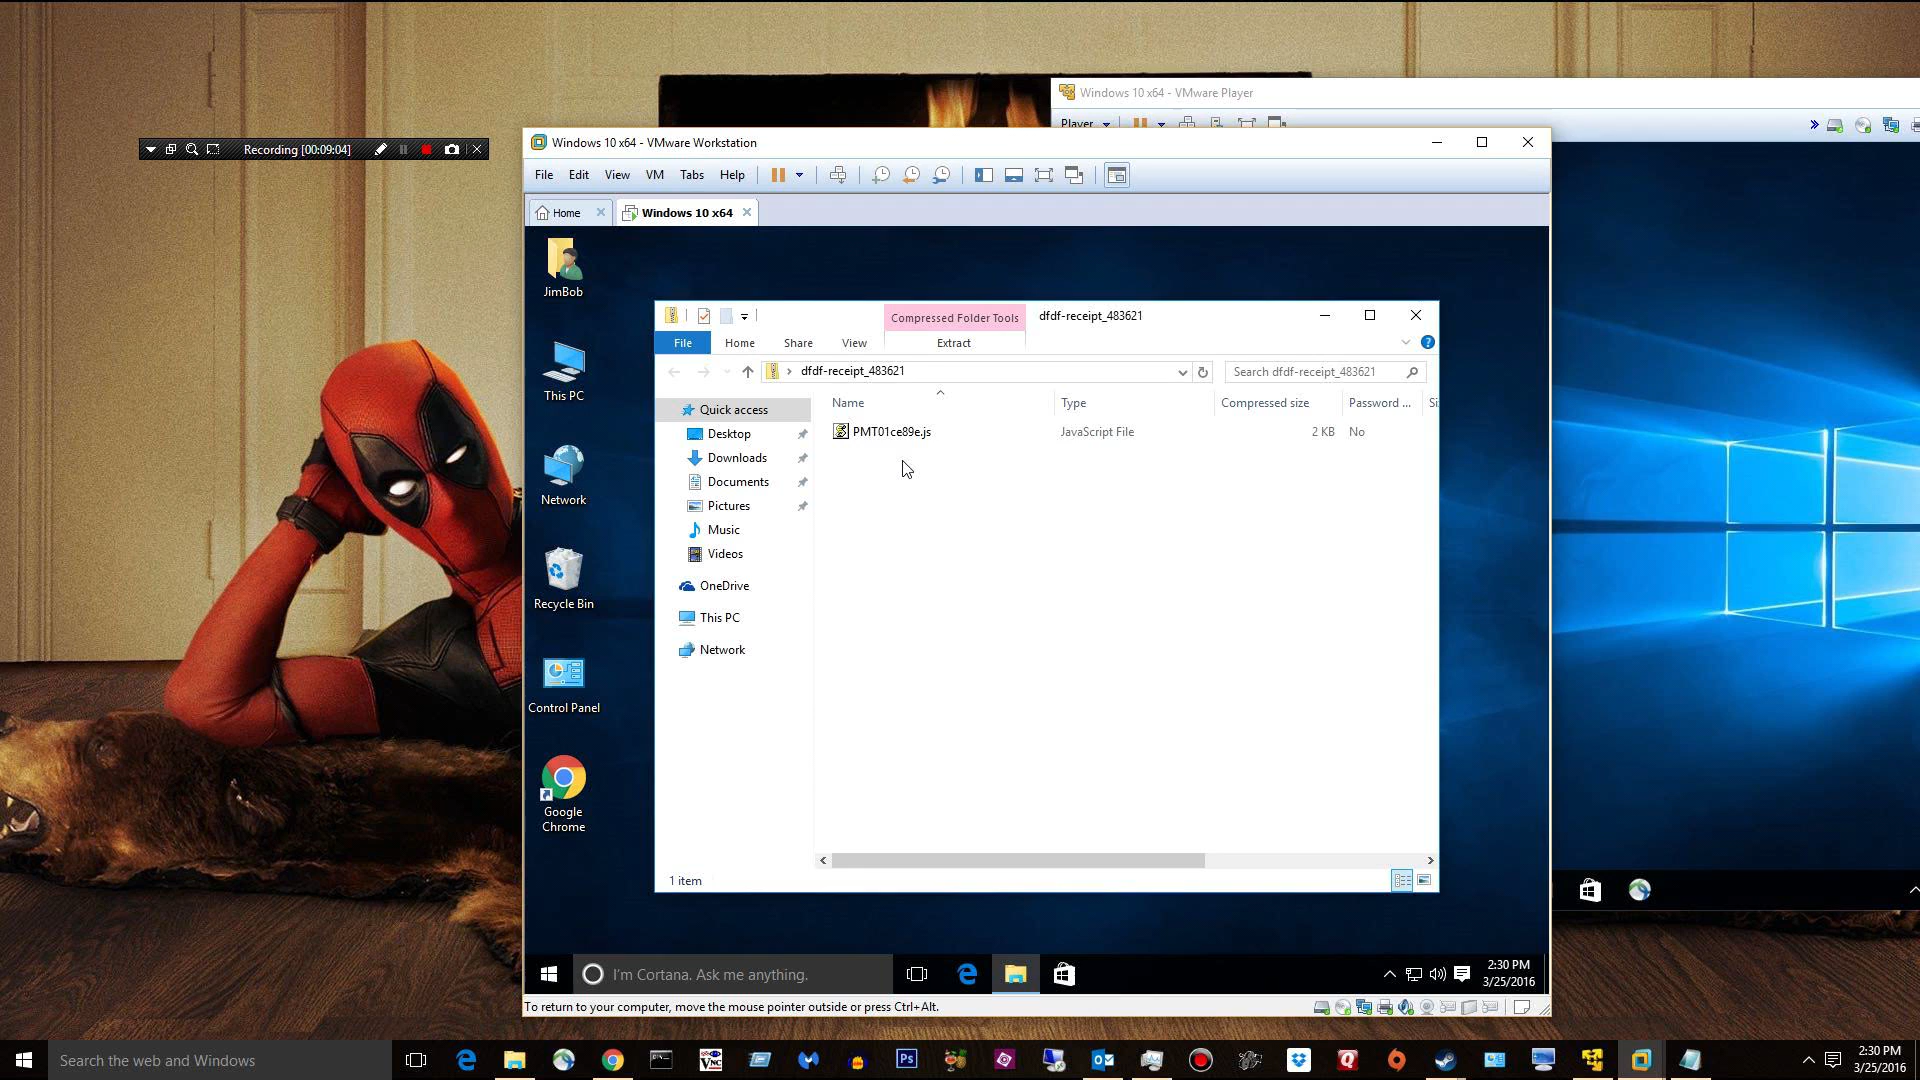 Windows 10 x64 - VMware Player
Player
Recording [00:09:04]
Windows 10 x64 - VMware Workstation
File Edit View VM Tabs Help
Home Windows 10 x64
JimBob
This PC
Network
Recycle Bin
Control Panel
Google
Chrome
Compressed Folder Tools dfdf-receipt_483621
File Home Share View Extract
dfdf-receipt_483621 Search dfdf-receipt_483621
Name Type Compressed size Password ... Si
PMT01ce89e.js JavaScript File 2 KB No
Quick access
Desktop
Downloads
Documents
Pictures
Music
Videos
OneDrive
This PC
Network
1 item
I'm Cortana. Ask me anything.
2:30 PM
3/25/2016
To return to your computer, move the mouse pointer outside or press Ctrl+Alt.
Search the web and Windows
Ps
2:30 PM
3/25/2016